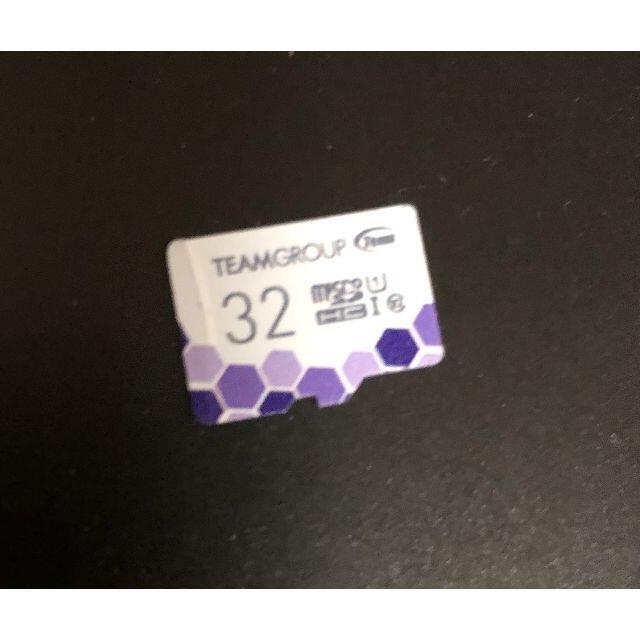 TEAMGROUP Team
32 micro SD U1
HC I 10